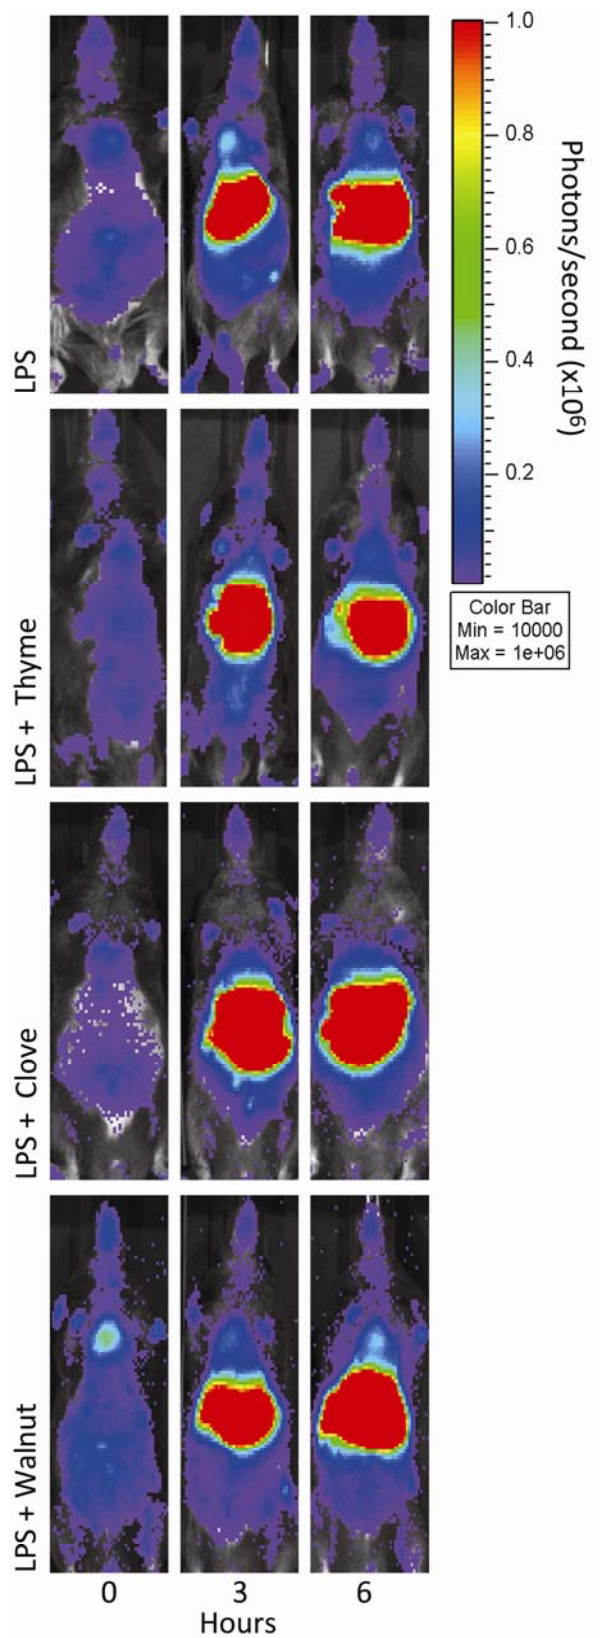 LPS
LPS + Thyme
LPS + Clove
LPS + Walnut
0 3 6
Hours
1.0
0.8
0.6
0.4
0.2
Photons/second (x10⁶)
Color Bar
Min = 10000
Max = 1e+06